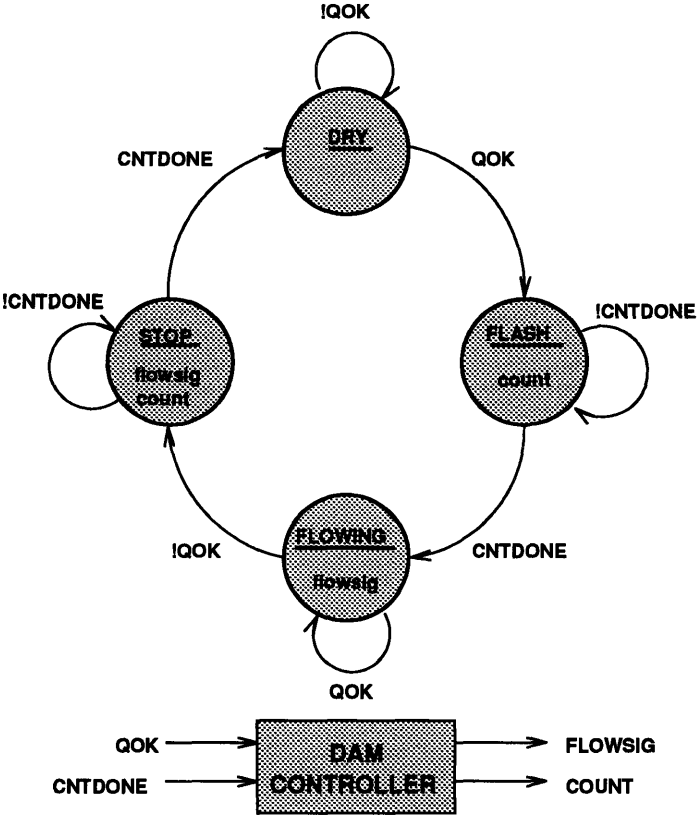 !QOK
DRY
CNTDONE
QOK
!CNTDONE
!CNTDONE
STOP
flowsig
count
FLASH
count
FLOWING
flowsig
!QOK
CNTDONE
QOK
QOK
CNTDONE
DAM
CONTROLLER
FLOWSIG
COUNT